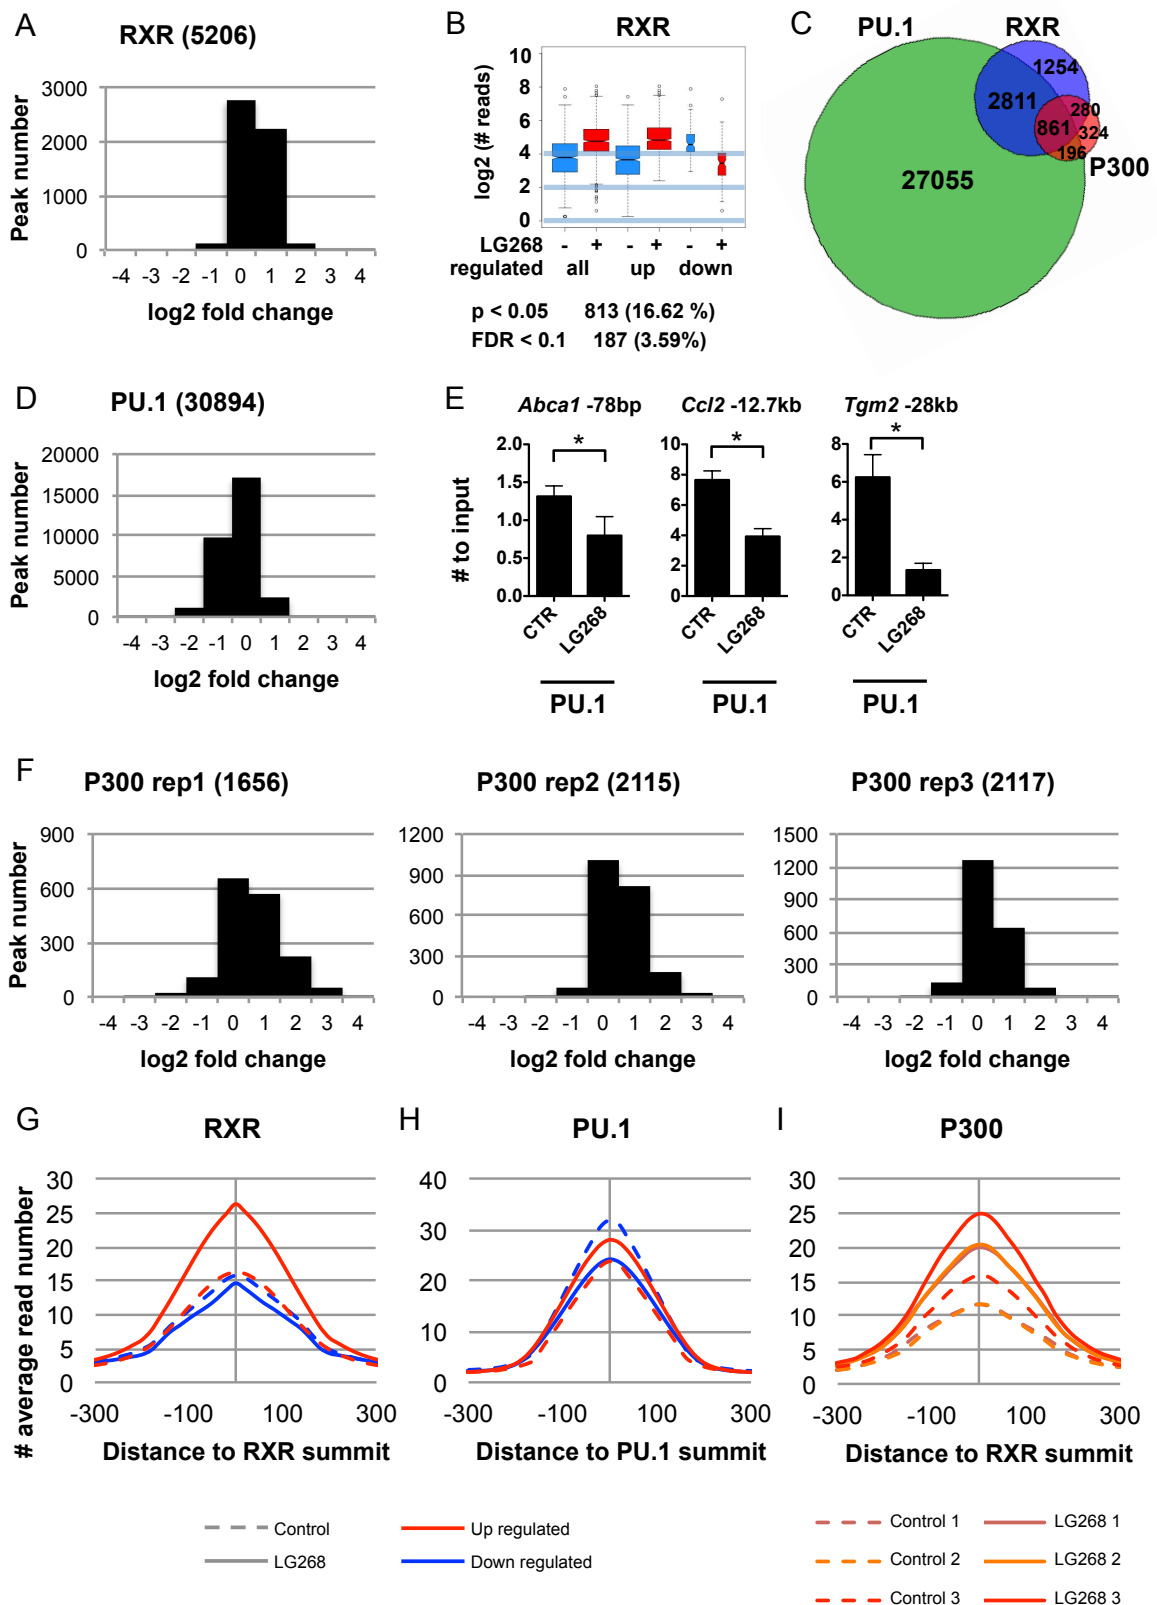 A
RXR (5206)
Peak number
3000
2000
1000
0
-4 -3 -2 -1 0 1 2 3 4
log2 fold change
B
RXR
log2 (# reads)
10
8
6
4
2
0
LG268 - + - + - +
regulated all up down
p < 0.05 813 (16.62 %)
FDR < 0.1 187 (3.59%)
C
PU.1 RXR
1254
2811
280
861 324
196
P300
27055
D
PU.1 (30894)
Peak number
20000
15000
10000
5000
0
-4 -3 -2 -1 0 1 2 3 4
log2 fold change
E
# to input
Abca1 -78bp
*
2.0
1.5
1.0
0.5
0.0
CTR LG268
PU.1
Ccl2 -12.7kb
*
10
8
6
4
2
0
CTR LG268
PU.1
Tgm2 -28kb
*
8
6
4
2
0
CTR LG268
PU.1
F
P300 rep1 (1656)
Peak number
900
600
300
0
-4 -3 -2 -1 0 1 2 3 4
log2 fold change
P300 rep2 (2115)
1200
900
600
300
0
-4 -3 -2 -1 0 1 2 3 4
log2 fold change
P300 rep3 (2117)
1500
1200
900
600
300
0
-4 -3 -2 -1 0 1 2 3 4
log2 fold change
G
RXR
# average read number
30
25
20
15
10
5
0
-300 -100 100 300
Distance to RXR summit
H
PU.1
40
30
20
10
0
-300 -100 100 300
Distance to PU.1 summit
I
P300
30
25
20
15
10
5
0
-300 -100 100 300
Distance to RXR summit
Control Up regulated
LG268 Down regulated
Control 1 LG268 1
Control 2 LG268 2
Control 3 LG268 3